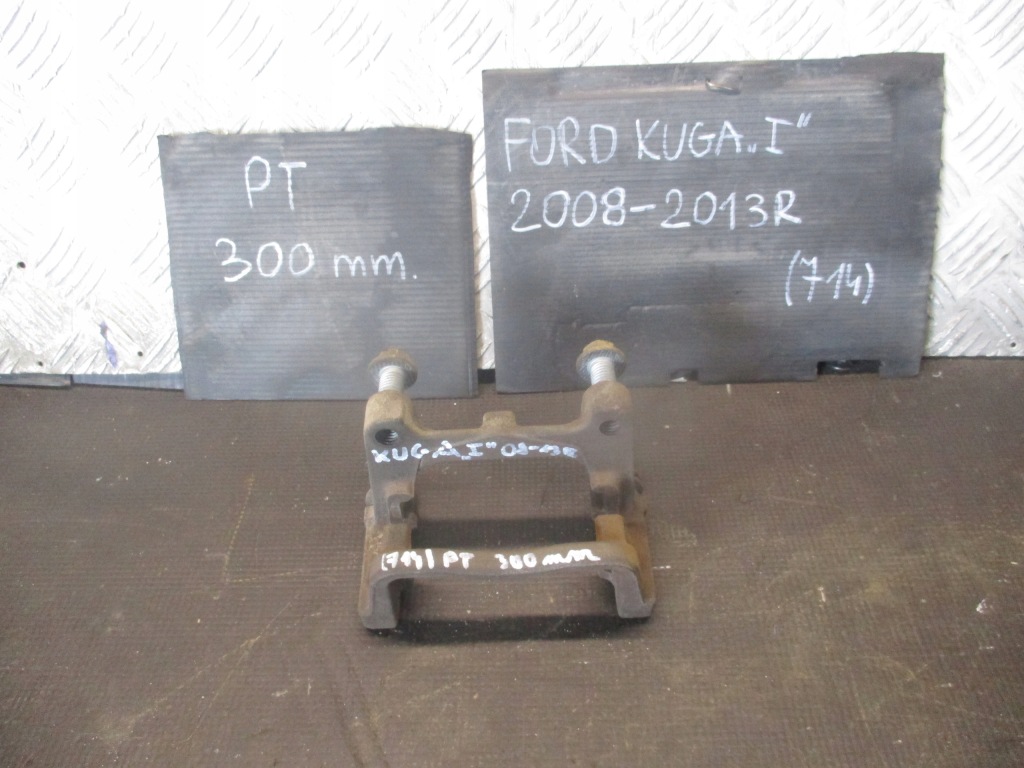 PT
300 mm.
FORD KUGA „I"
2008-2013R
(714)
KUGA „I" 08-13R
(714) PT 300 mm